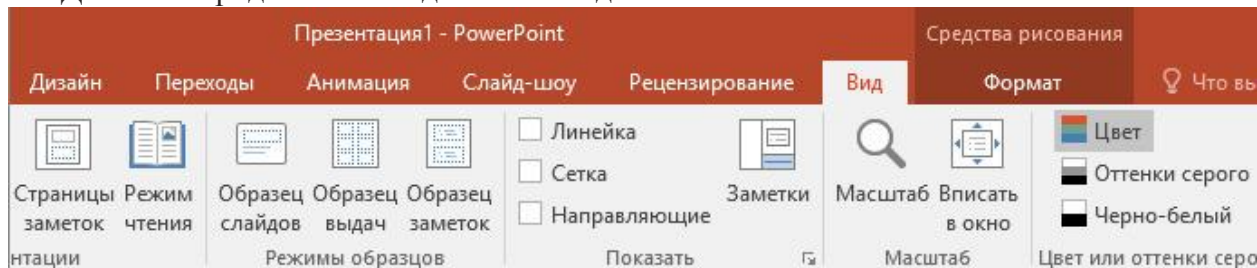 Презентация1 - PowerPoint
Средства рисования
Дизайн Переходы Анимация Слайд-шоу Рецензирование Вид Формат Что вы
Страницы заметок
Режим чтения
Образец слайдов
Образец выдач
Образец заметок
Линейка
Сетка
Направляющие
Заметки
Масштаб
Вписать в окно
Цвет
Оттенки серого
Черно-белый
нтации Режимы образцов Показать Масштаб Цвет или оттенки серо